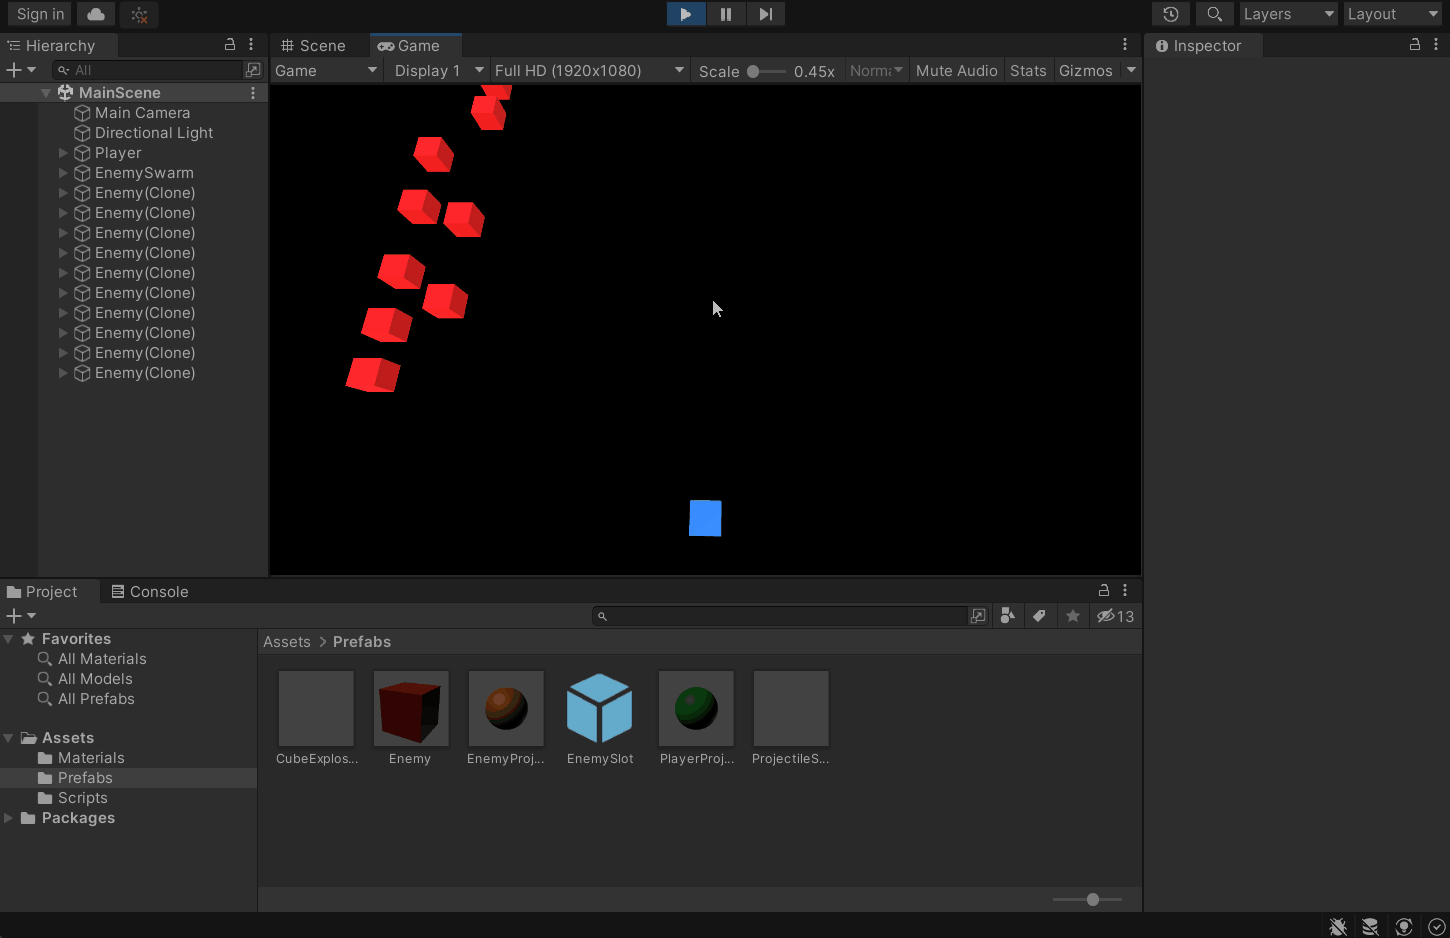 Sign in
Layers
Layout
Hierarchy
All
MainScene
Main Camera
Directional Light
Player
EnemySwarm
Enemy(Clone)
Enemy(Clone)
Enemy(Clone)
Enemy(Clone)
Enemy(Clone)
Enemy(Clone)
Enemy(Clone)
Enemy(Clone)
Enemy(Clone)
Enemy(Clone)
Scene
Game
Game
Display 1
Full HD (1920x1080)
Scale
0.45x
Norma
Mute Audio
Stats
Gizmos
Inspector
Project
Console
13
Favorites
All Materials
All Models
All Prefabs
Assets
Materials
Prefabs
Scripts
Packages
Assets > Prefabs
CubeExplos...
Enemy
EnemyProj...
EnemySlot
PlayerProj...
ProjectileS...